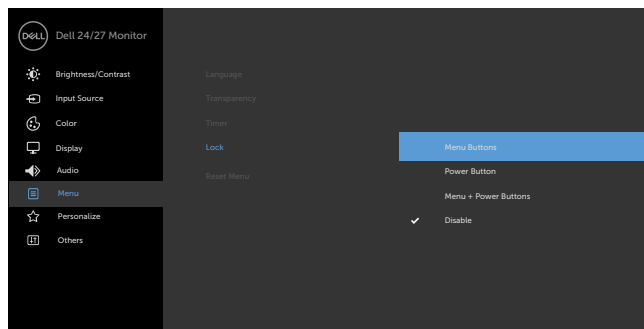 DELL
Dell 24/27 Monitor
Brightness/Contrast
Input Source
Color
Display
Audio
Menu
Personalize
Others
Language
Transparency
Timer
Lock
Reset Menu
Menu Buttons
Power Button
Menu + Power Buttons
Disable